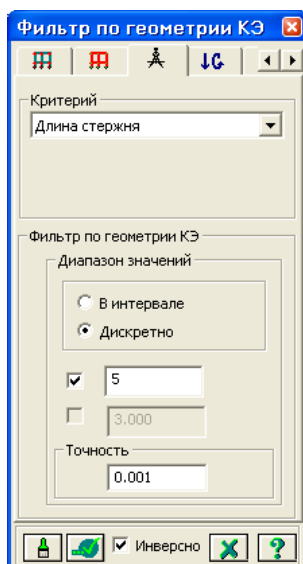 Фильтр по геометрии КЭ
Критерий
Длина стержня
Фильтр по геометрии КЭ
Диапазон значений
В интервале
Дискретно
5
3.000
Точность
0.001
Инверсно ?